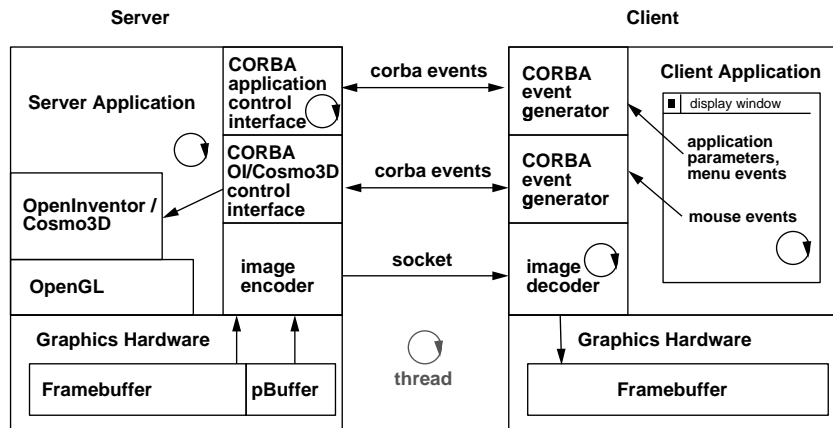 Server
Client
CORBA
application
control
interface
Server Application
CORBA
OI/Cosmo3D
control
interface
OpenInventor /
Cosmo3D
OpenGL
image
encoder
Graphics Hardware
Framebuffer
pBuffer
corba events
corba events
socket
thread
CORBA
event
generator
CORBA
event
generator
image
decoder
Client Application
display window
application
parameters,
menu events
mouse events
Graphics Hardware
Framebuffer